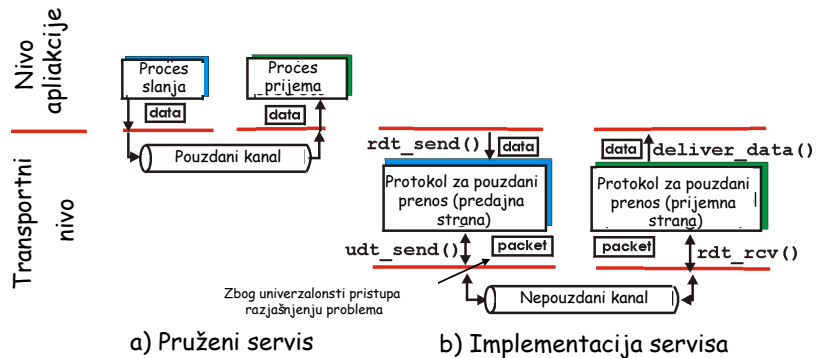 Nivo
apliakcije
Transportni
nivo
Proces
slanja
Proces
prijema
data
data
Pouzdani kanal
a) Pruženi servis
rdt_send()
data
data
deliver_data()
Protokol za pouzdani
prenos (predajna
strana)
Protokol za pouzdani
prenos (prijemna
strana)
udt_send()
packet
packet
rdt_rcv()
Zbog univerzalonsti pristupa
razjašnjenju problema
Nepouzdani kanal
b) Implementacija servisa